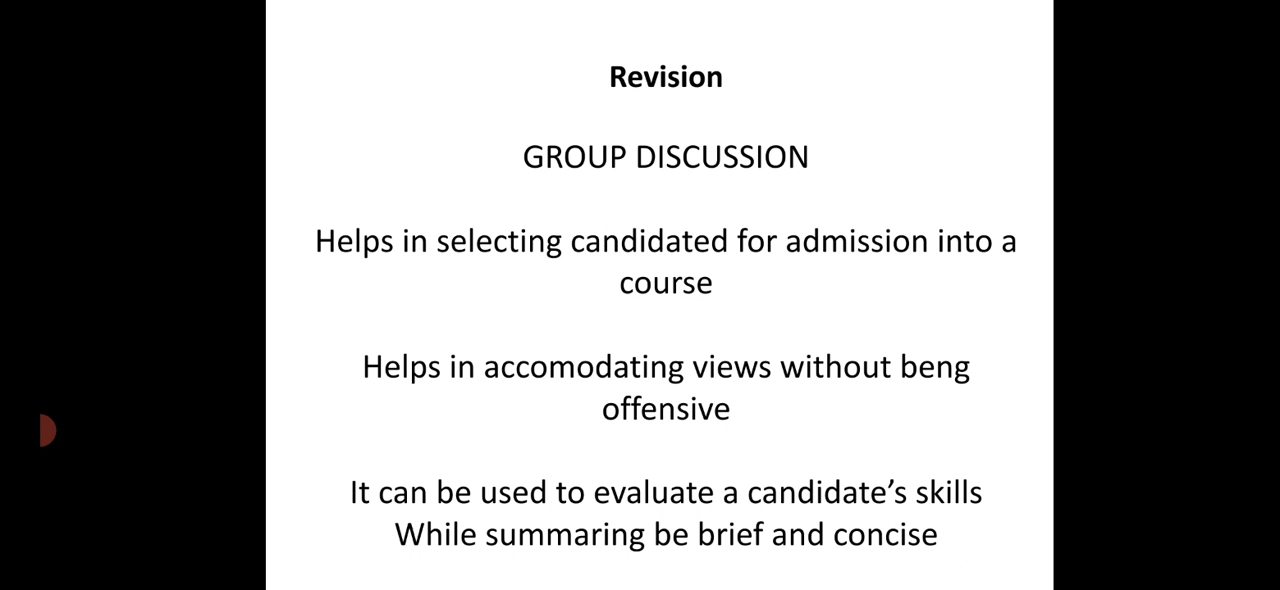 Revision
GROUP DISCUSSION
Helps in selecting candidated for admission into a
course
Helps in accomodating views without beng
offensive
It can be used to evaluate a candidate’s skills
While summaring be brief and concise